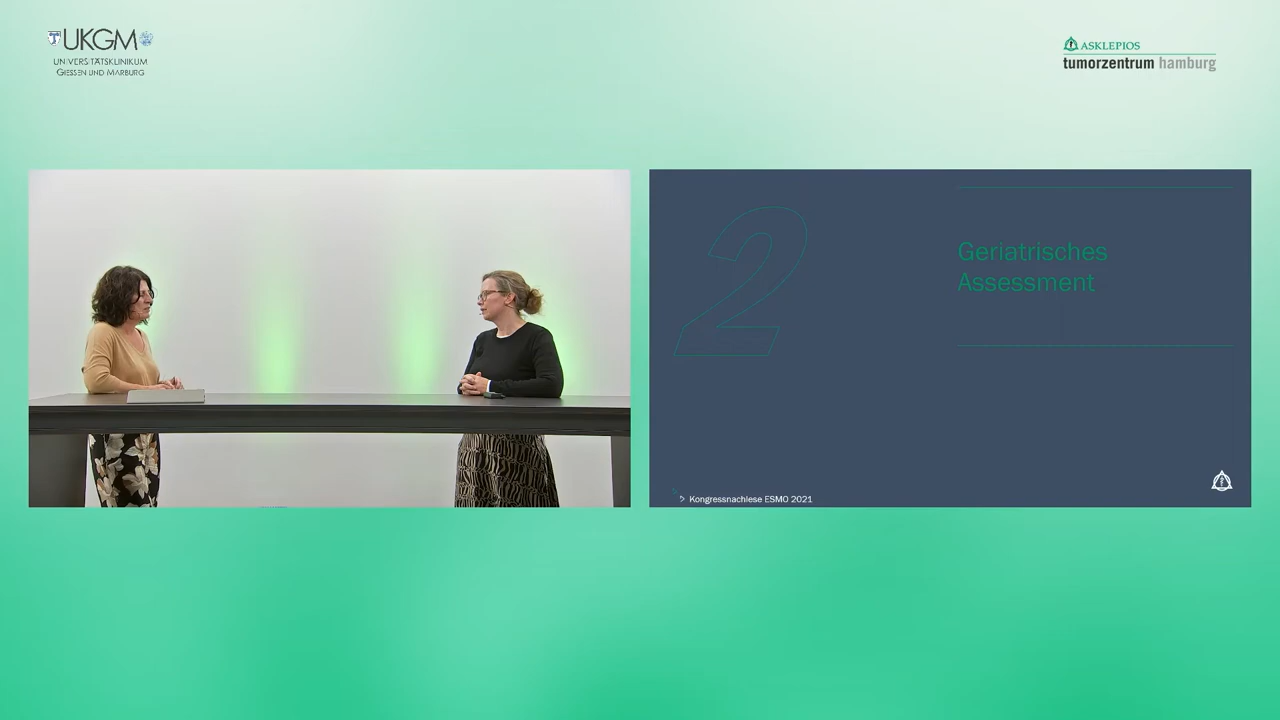 UKGM
UNIVERSITÄTSKLINIKUM
GIESSEN UND MARBURG
ASKLEPIOS
tumorzentrum hamburg
2
Geriatrisches
Assessment
Kongressnachlese ESMO 2021